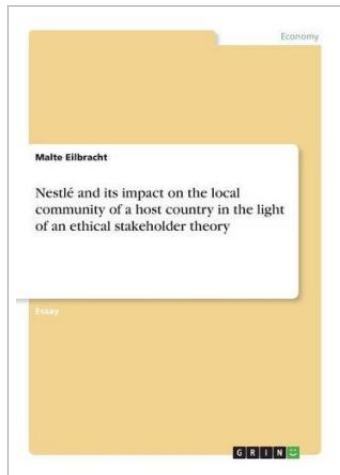 Economy
Malte Eilbracht
Nestlé and its impact on the local
community of a host country in the light
of an ethical stakeholder theory
Essay
GRIN